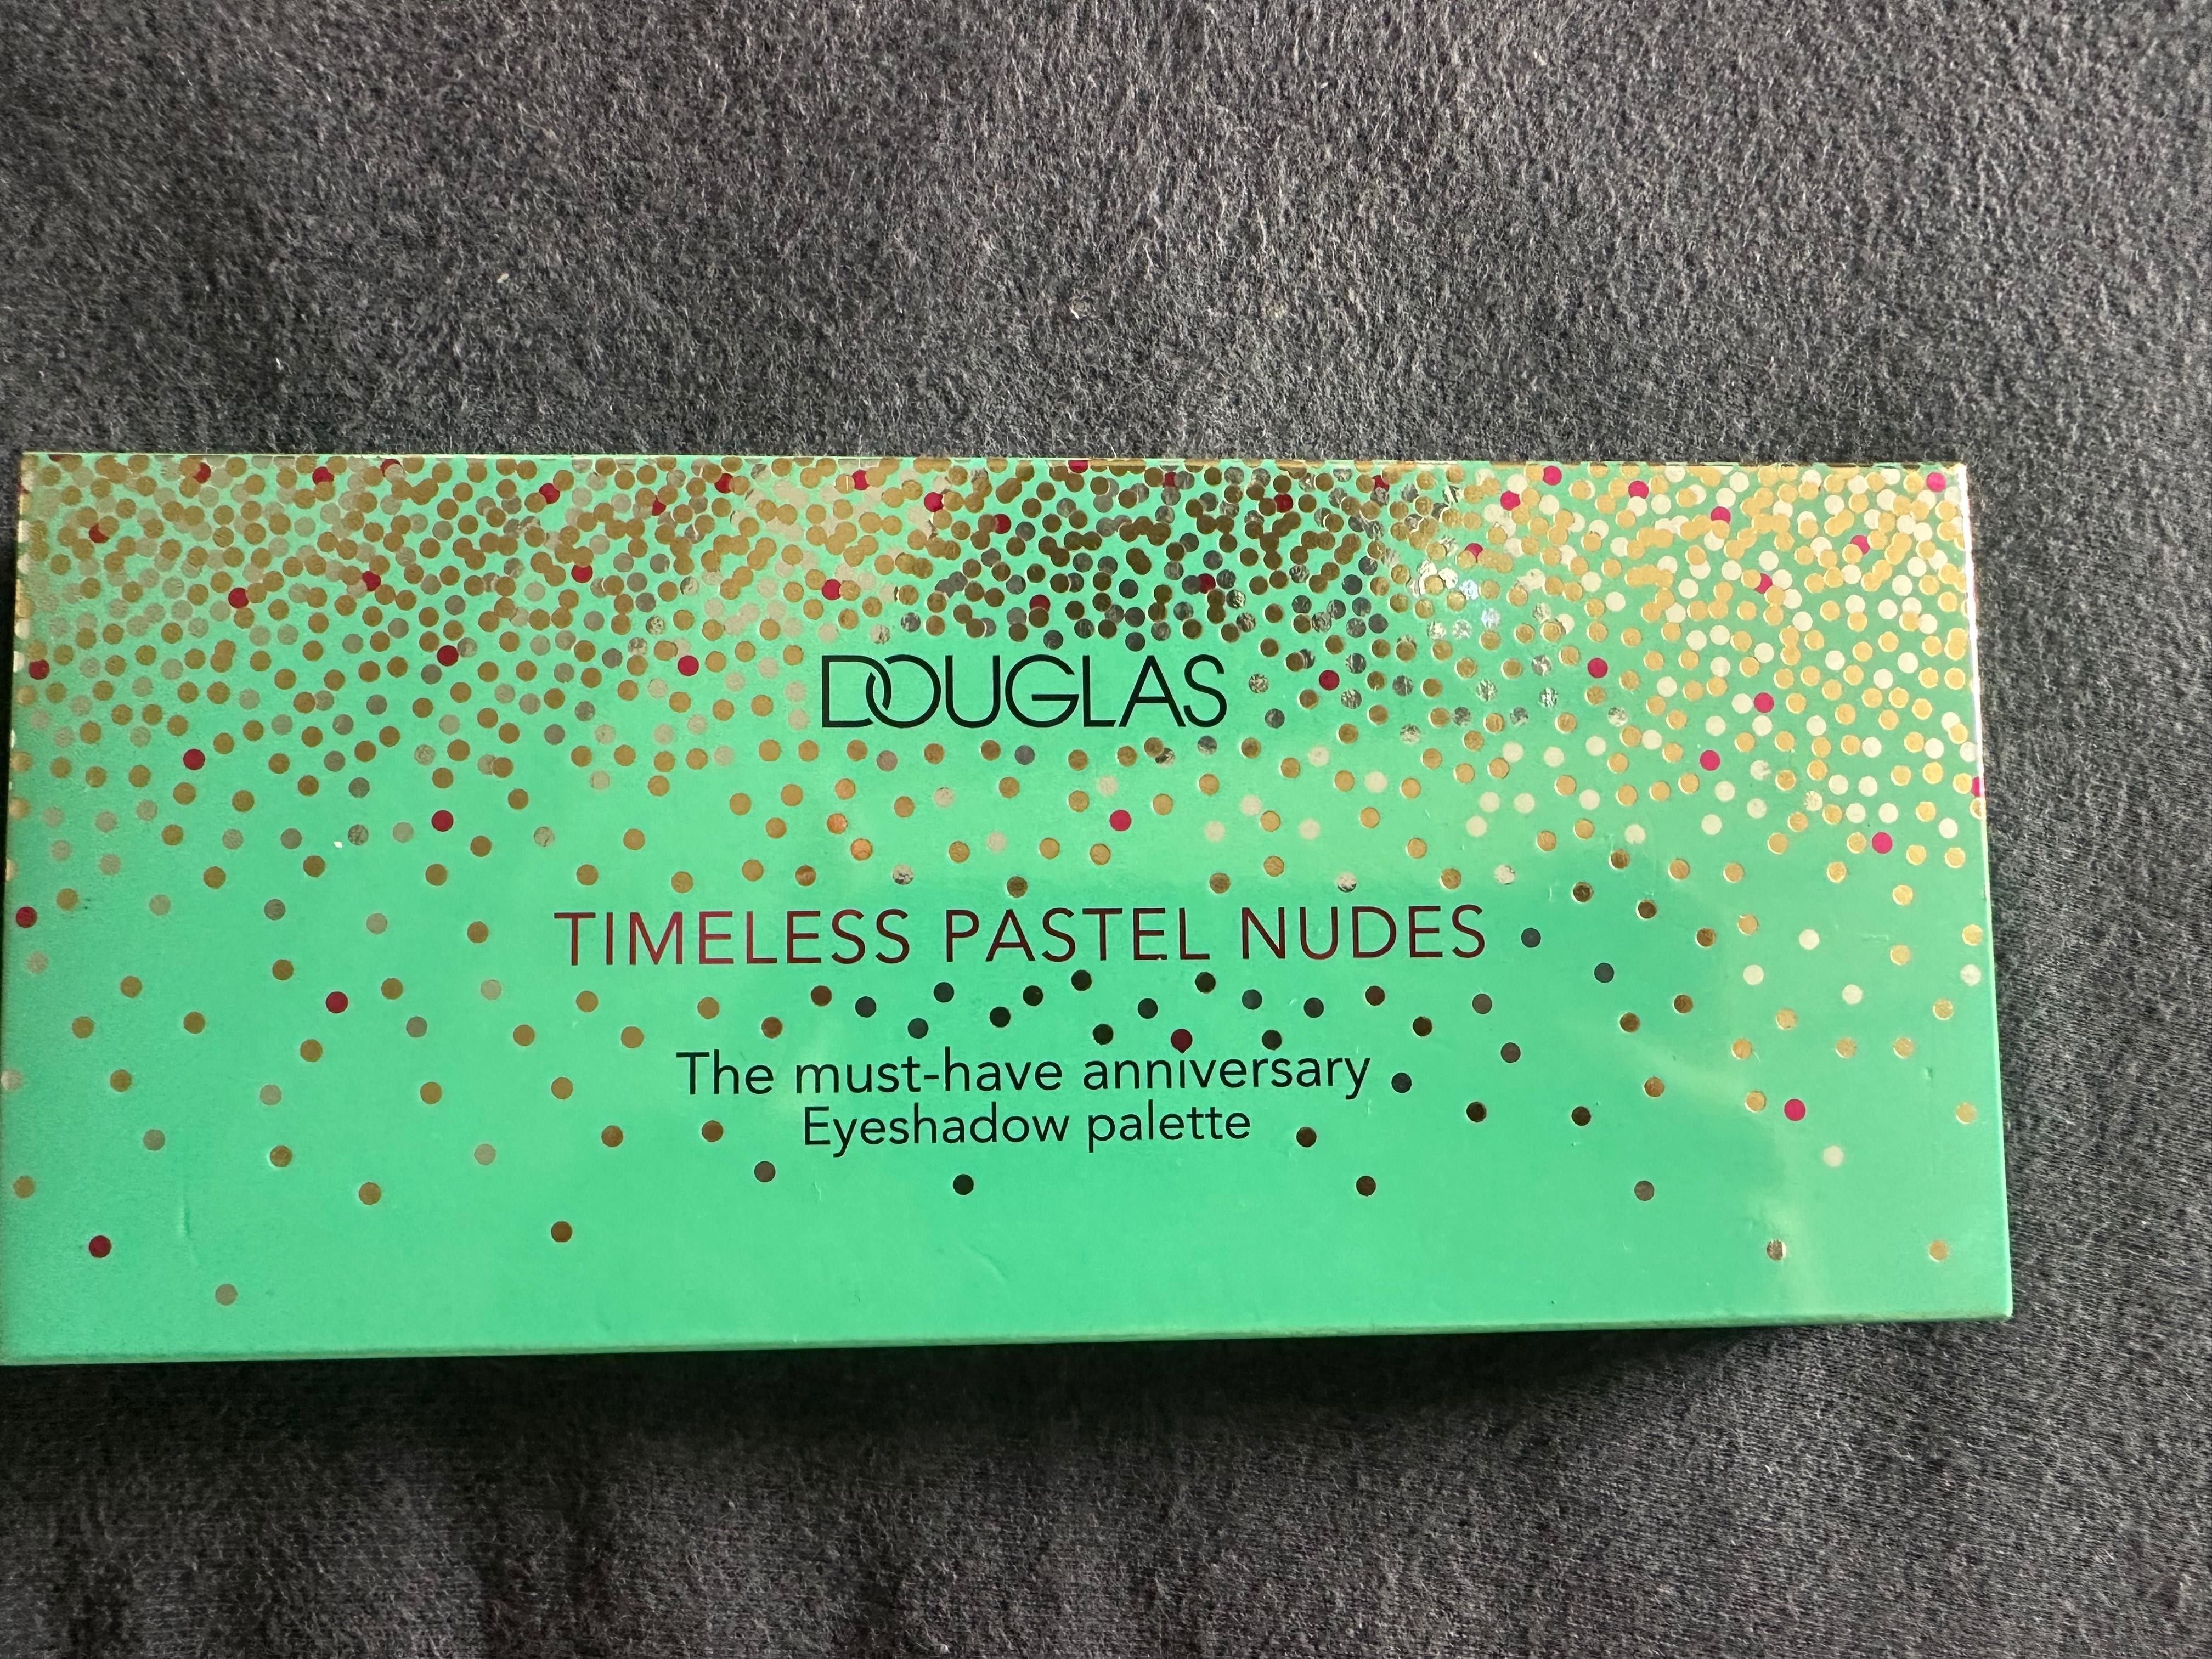 DOUGLAS
TIMELESS PASTEL NUDES
The must-have anniversary
Eyeshadow palette